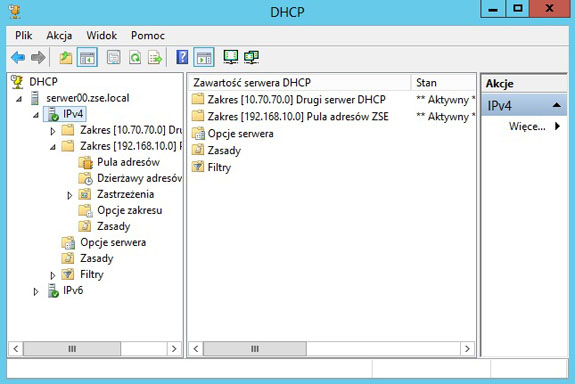 DHCP
Plik Akcja Widok Pomoc
DHCP
serwer00.zse.local
IPv4
Zakres [10.70.70.0] Dru
Zakres [192.168.10.0] P
Pula adresów
Dzierżawy adresów
Zastrzeżenia
Opcje zakresu
Zasady
Opcje serwera
Zasady
Filtry
IPv6
Zawartość serwera DHCP Stan
Zakres [10.70.70.0] Drugi serwer DHCP ** Aktywny *
Zakres [192.168.10.0] Pula adresów ZSE ** Aktywny *
Opcje serwera
Zasady
Filtry
Akcje
IPv4
Więce...